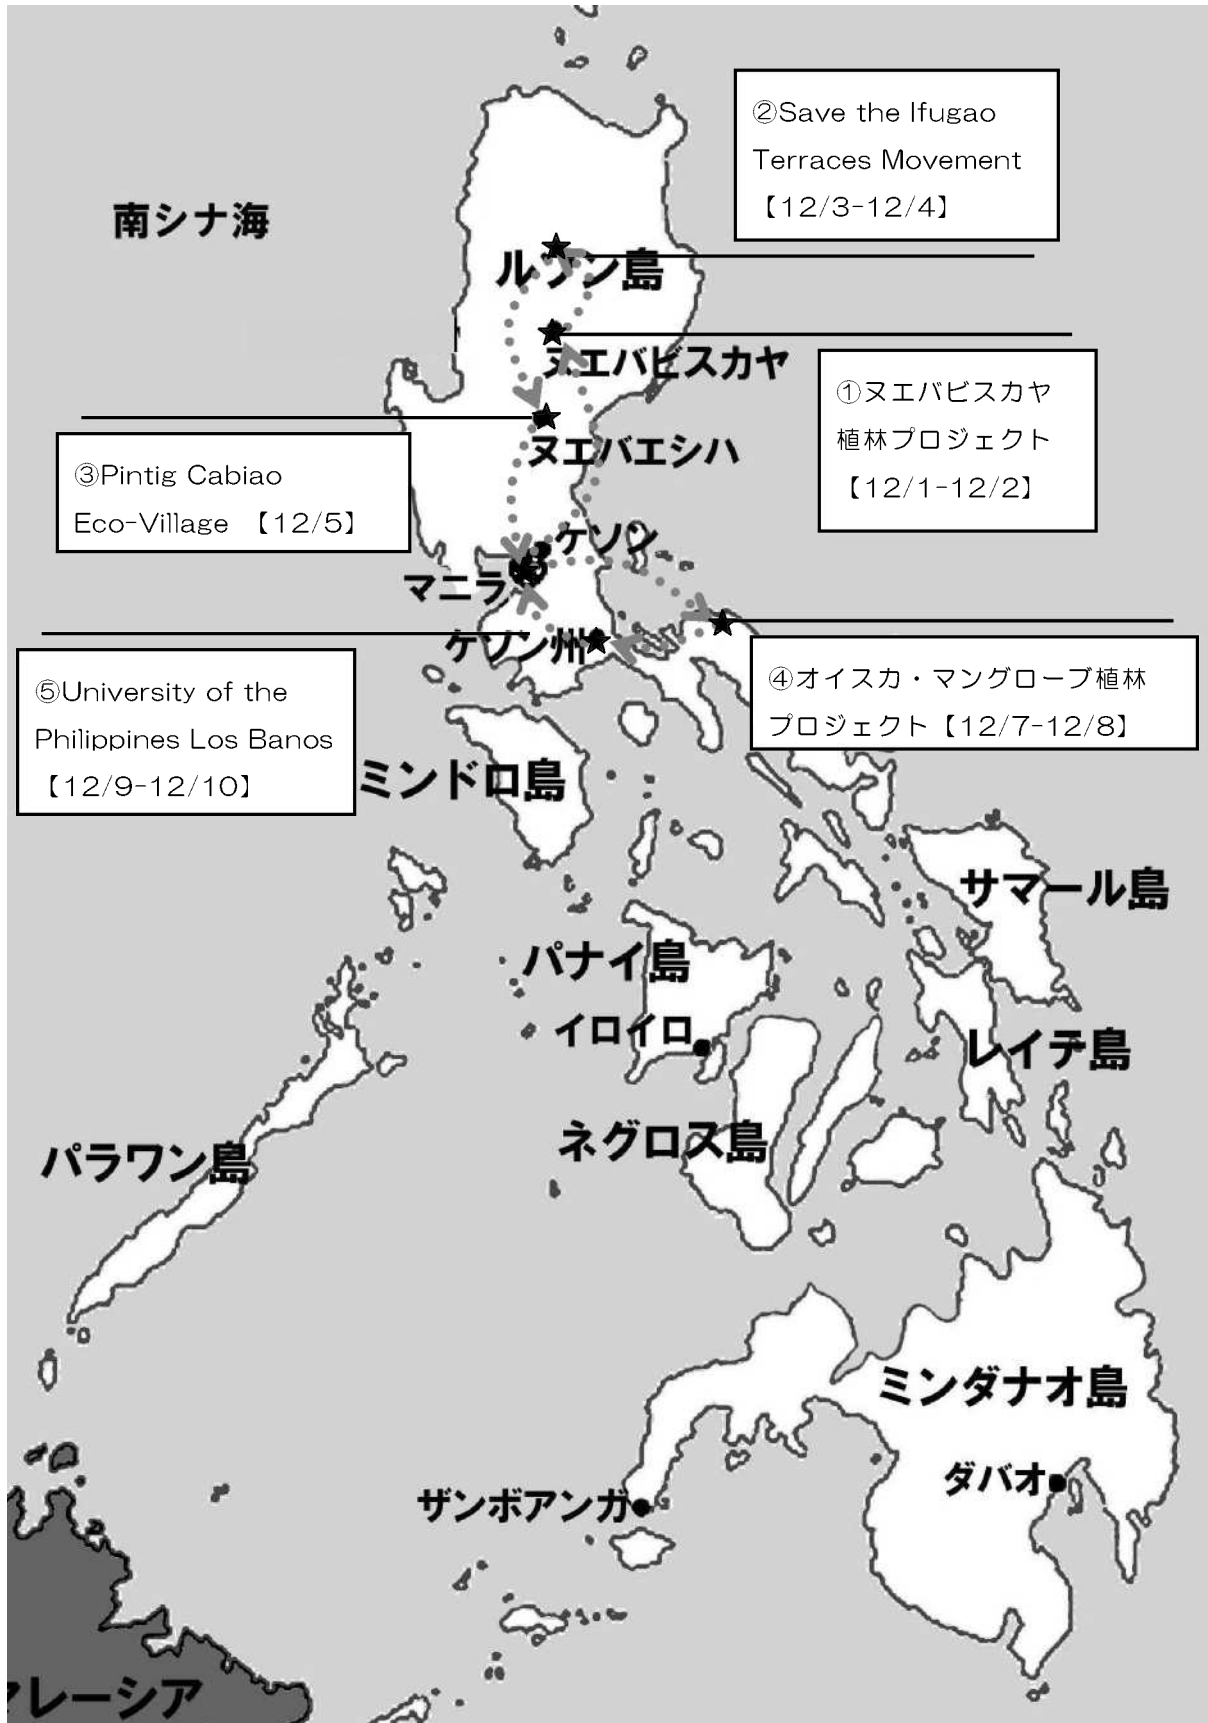 ②Save the Ifugao
Terraces Movement
【12/3-12/4】
南シナ海
ルソン島
ヌエバビスカヤ
①ヌエバビスカヤ
植林プロジェクト
【12/1-12/2】
ヌエバエシハ
③Pintig Cabiao
Eco-Village 【12/5】
ケソン
マニラ
ケソン州
④オイスカ・マングローブ植林
プロジェクト【12/7-12/8】
⑤University of the
Philippines Los Banos
【12/9-12/10】
ミンドロ島
サマール島
パナイ島
イロイロ
レイテ島
ネグロス島
パラワン島
ミンダナオ島
ダバオ
ザンボアンガ
マレーシア